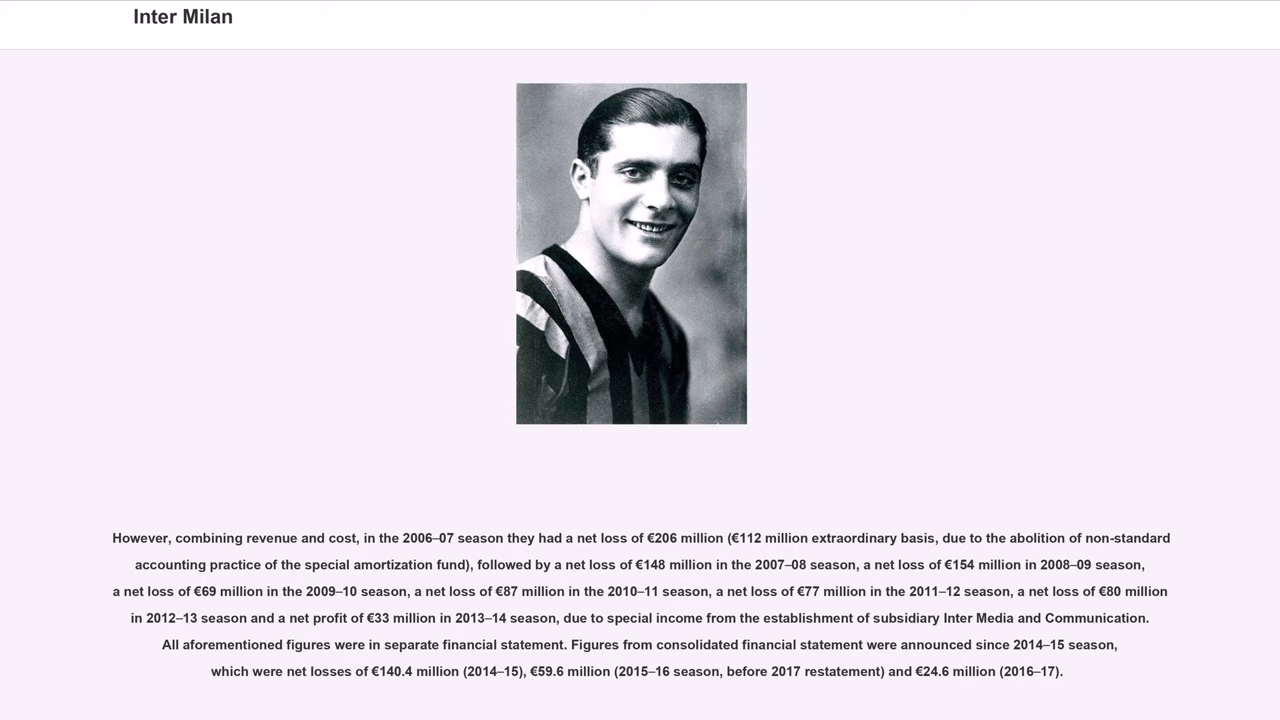 Inter Milan
However, combining revenue and cost, in the 2006–07 season they had a net loss of €206 million (€112 million extraordinary basis, due to the abolition of non-standard
accounting practice of the special amortization fund), followed by a net loss of €148 million in the 2007–08 season, a net loss of €154 million in 2008–09 season,
a net loss of €69 million in the 2009–10 season, a net loss of €87 million in the 2010–11 season, a net loss of €77 million in the 2011–12 season, a net loss of €80 million
in 2012–13 season and a net profit of €33 million in 2013–14 season, due to special income from the establishment of subsidiary Inter Media and Communication.
All aforementioned figures were in separate financial statement. Figures from consolidated financial statement were announced since 2014–15 season,
which were net losses of €140.4 million (2014–15), €59.6 million (2015–16 season, before 2017 restatement) and €24.6 million (2016–17).